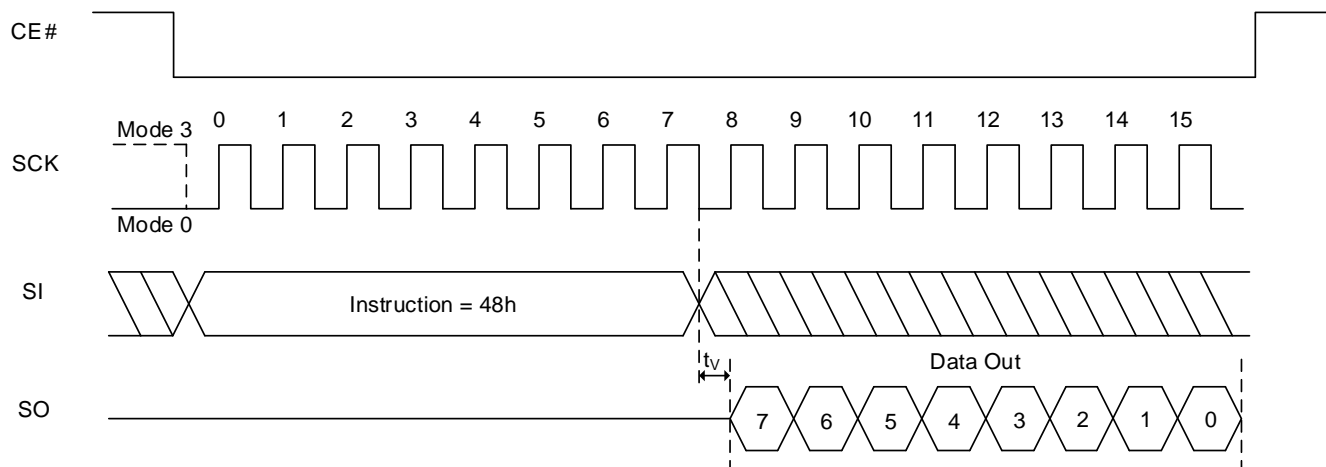 CE#
Mode 3
0 1 2 3 4 5 6 7 8 9 10 11 12 13 14 15
SCK
Mode 0
SI
Instruction = 48h
tV
Data Out
SO
7 6 5 4 3 2 1 0